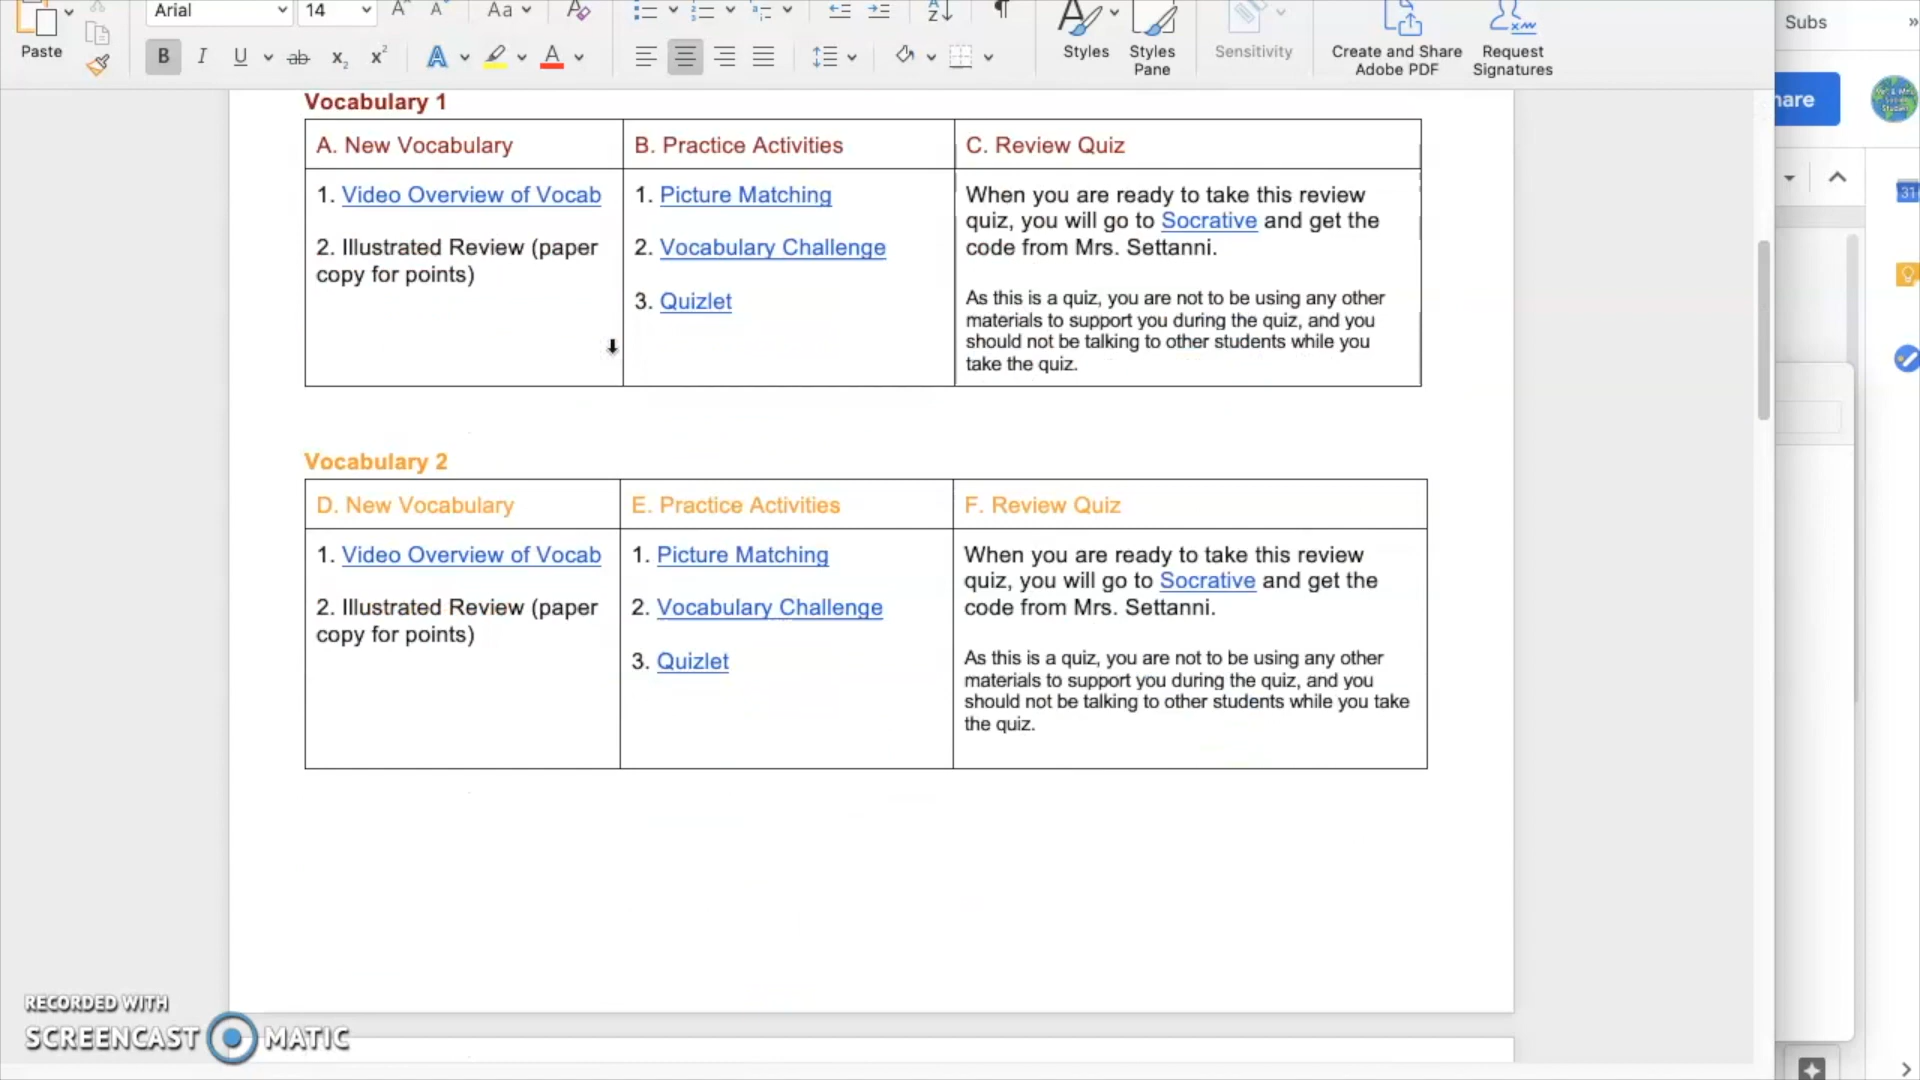 Arial
14
Aa
Paste
B
I
U
ab
x2
x2
A
A
A
Z
¶
Styles
Styles
Pane
Sensitivity
Create and Share
Adobe PDF
Request
Signatures
Subs
hare
31
Vocabulary 1
A. New Vocabulary
B. Practice Activities
C. Review Quiz
1. Video Overview of Vocab
2. Illustrated Review (paper
copy for points)
1. Picture Matching
2. Vocabulary Challenge
3. Quizlet
When you are ready to take this review
quiz, you will go to Socrative and get the
code from Mrs. Settanni.
As this is a quiz, you are not to be using any other
materials to support you during the quiz, and you
should not be talking to other students while you
take the quiz.
Vocabulary 2
D. New Vocabulary
E. Practice Activities
F. Review Quiz
1. Video Overview of Vocab
2. Illustrated Review (paper
copy for points)
1. Picture Matching
2. Vocabulary Challenge
3. Quizlet
When you are ready to take this review
quiz, you will go to Socrative and get the
code from Mrs. Settanni.
As this is a quiz, you are not to be using any other
materials to support you during the quiz, and you
should not be talking to other students while you take
the quiz.
RECORDED WITH
SCREENCAST MATIC